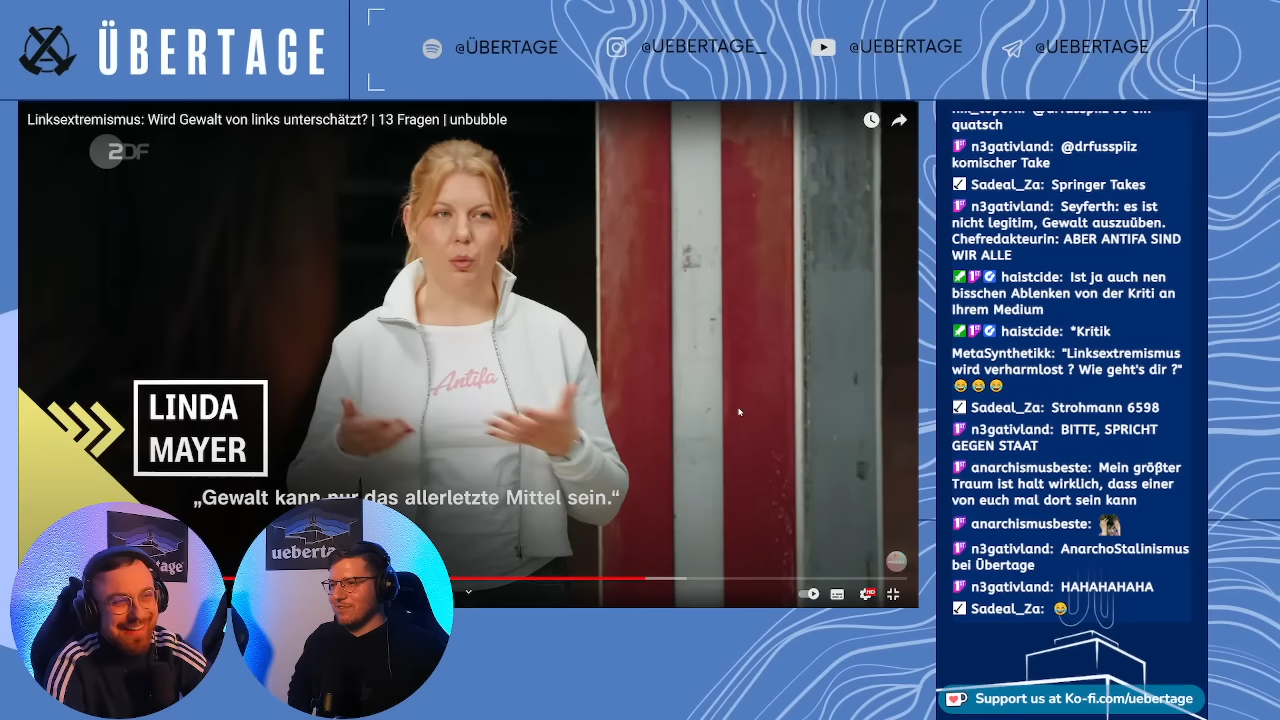 ÜBERTAGE
@ÜBERTAGE
@UEBERTAGE_
@UEBERTAGE
@UEBERTAGE
Linksextremismus: Wird Gewalt von links unterschätzt? | 13 Fragen | unbubble
ZDF
Antifa
LINDA
MAYER
„Gewalt kann nur das allerletzte Mittel sein.“
uebertage
HD
quatsch
n3gativland: @drfusspiiz
komischer Take
Sadeal_Za: Springer Takes
n3gativland: Seyferth: es ist
nicht legitim, Gewalt auszuüben.
Chefredakteurin: ABER ANTIFA SIND
WIR ALLE
haistcide: Ist ja auch nen
bisschen Ablenken von der Kriti an
Ihrem Medium
haistcide: *Kritik
MetaSynthetikk: "Linksextremismus
wird verharmlost ? Wie geht's dir ?"
Sadeal_Za: Strohmann 6598
n3gativland: BITTE, SPRICHT
GEGEN STAAT
anarchismusbeste: Mein größter
Traum ist halt wirklich, dass einer
von euch mal dort sein kann
anarchismusbeste:
n3gativland: AnarchoStalinismus
bei Übertage
n3gativland: HAHAHAHAHA
Sadeal_Za:
Support us at Ko-fi.com/uebertage